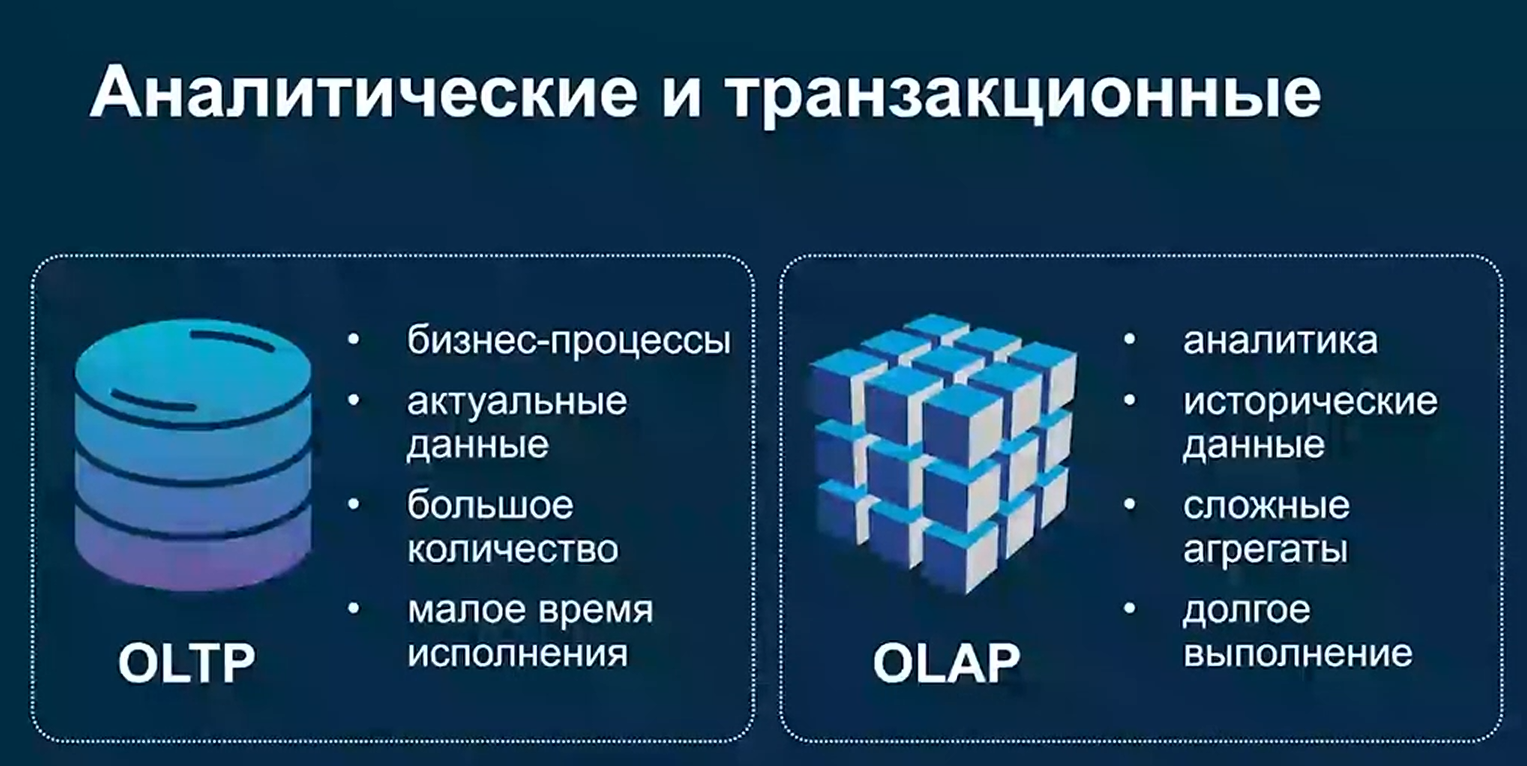 Аналитические и транзакционные
• бизнес-процессы
• актуальные
данные
• большое
количество
• малое время
исполнения
OLTP
• аналитика
• исторические
данные
• сложные
агрегаты
• долгое
выполнение
OLAP